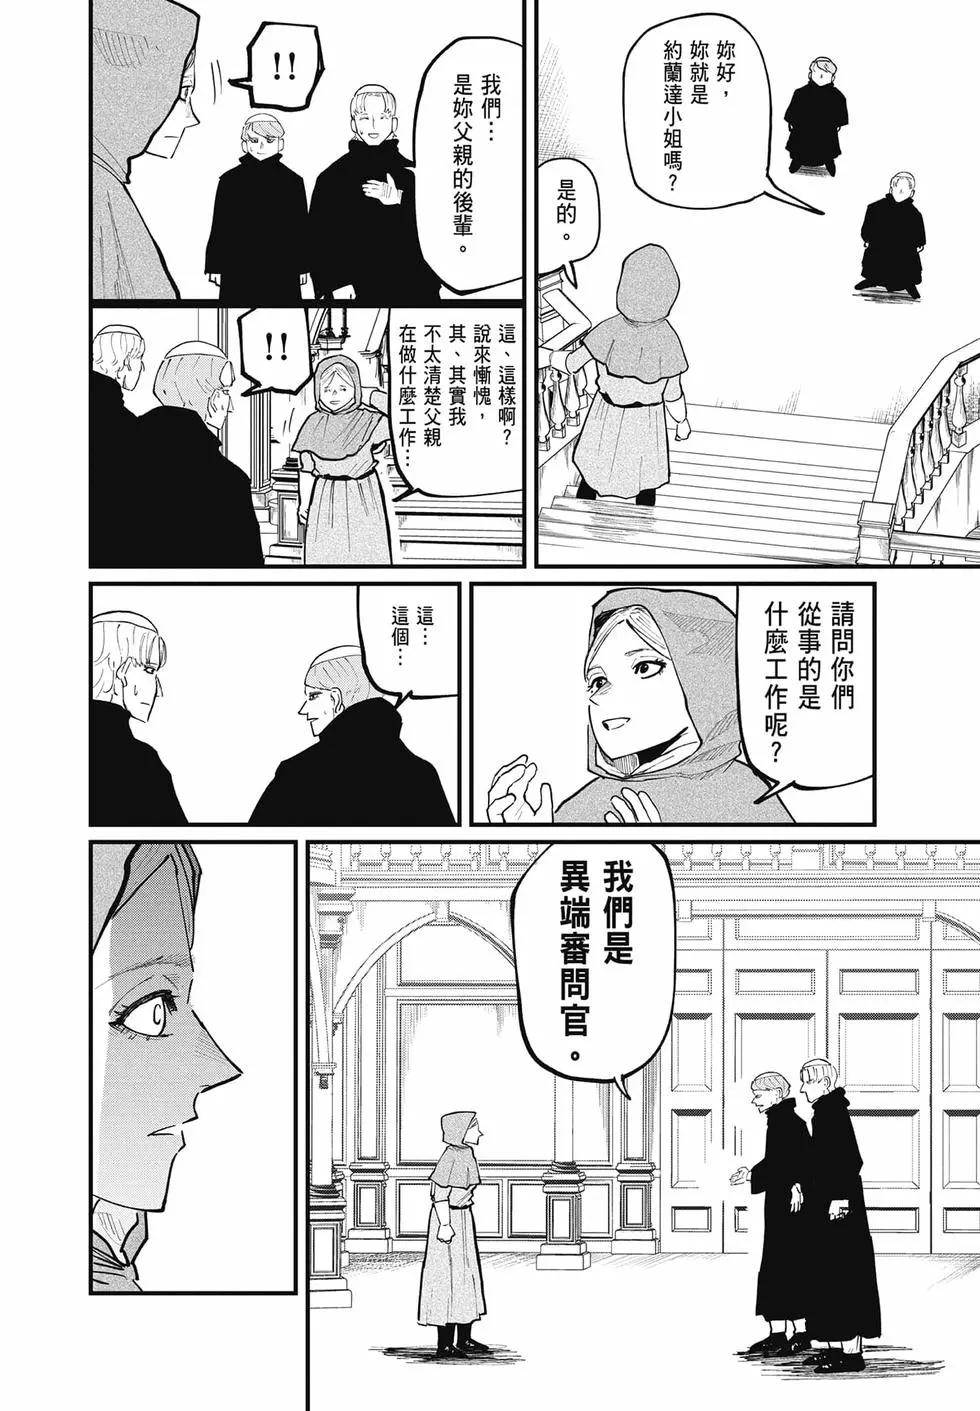 妳好，
妳就是
約蘭達小姐嗎？
是的。
我們…
是妳父親的後輩。
!!
這、這樣啊？
說來慚愧，
其、其實我
不太清楚父親
在做什麼工作…
!!
請問你們
從事的是
什麼工作呢？
這…
這個…
我們是
異端審問官。